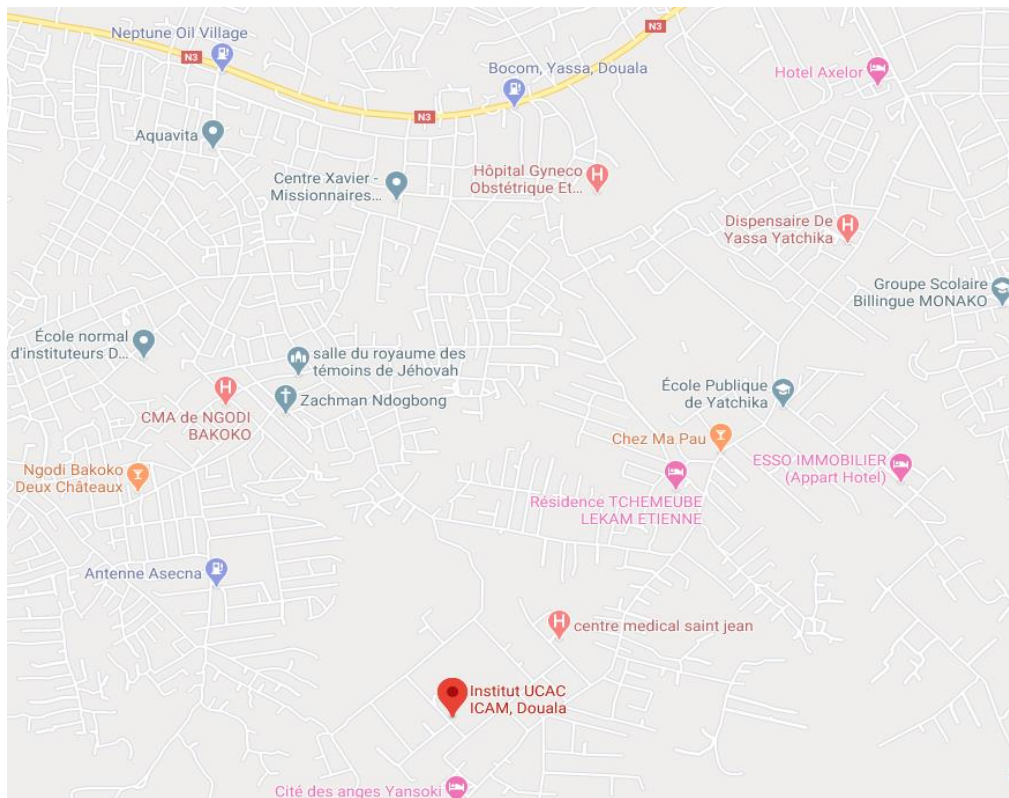 Neptune Oil Village
N3
N3
Bocom, Yassa, Douala
Hotel Axelor
N3
Aquavita
Centre Xavier -
Missionnaires...
Hôpital Gyneco
Obstétrique Et...
Dispensaire De
Yassa Yatchika
Groupe Scolaire
Billingue MONAKO
École normal
d'instituteurs D...
salle du royaume des
témoins de Jéhovah
Zachman Ndogbong
CMA de NGODI
BAKOKO
École Publique
de Yatchika
Chez Ma Pau
Ngodi Bakoko
Deux Châteaux
ESSO IMMOBILIER
(Appart Hotel)
Résidence TCHEMEUBE
LEKAM ETIENNE
Antenne Asecna
centre medical saint jean
Institut UCAC
ICAM, Douala
Cité des anges Yansoki
H
H
H
H